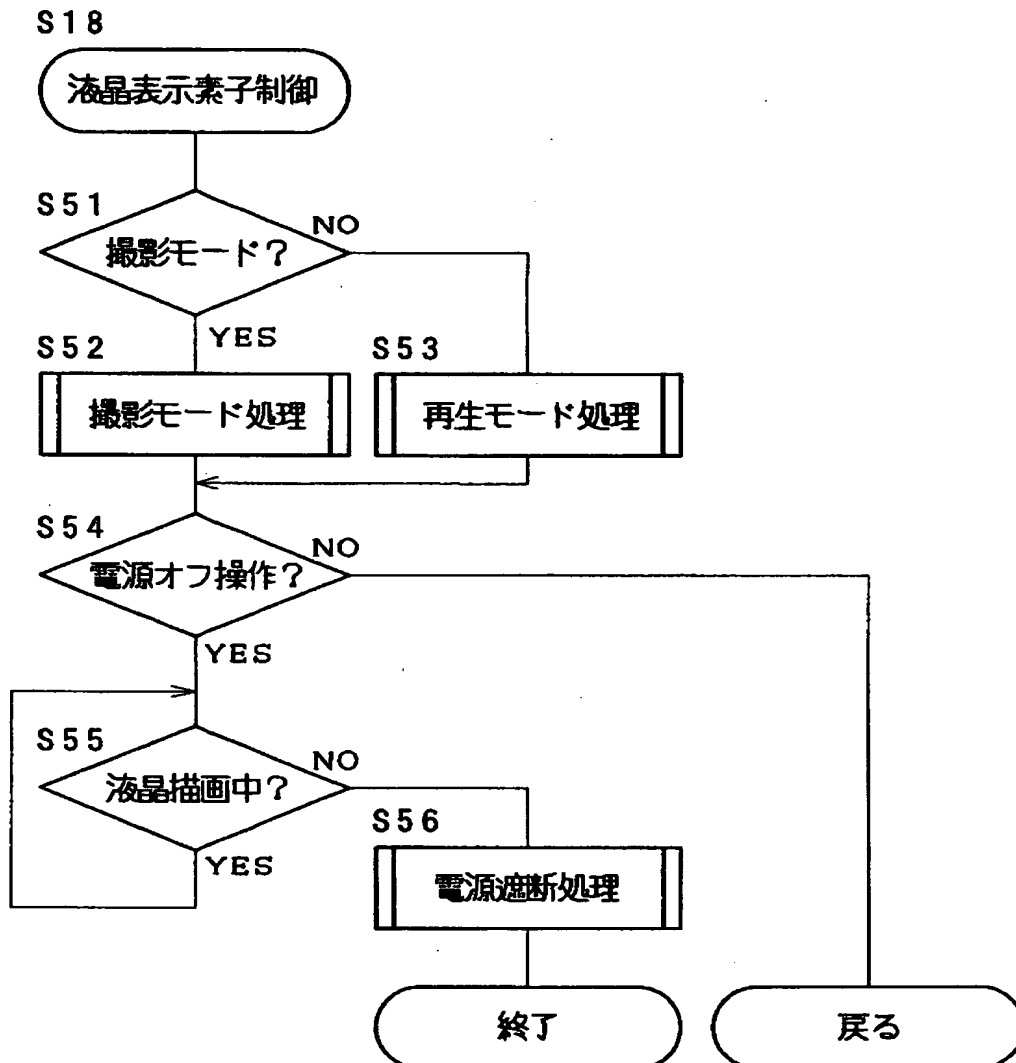 S18
液晶表示素子制御
S51
撮影モード？
NO
YES
S52
撮影モード処理
S53
再生モード処理
S54
電源オフ操作？
NO
YES
S55
液晶描画中？
NO
YES
S56
電源遮断処理
終了
戻る